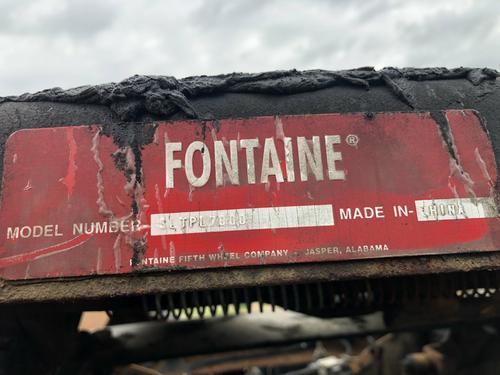 FONTAINE®
MODEL NUMBER MADE IN- CHINA
NTAINE FIFTH WHEEL COMPANY - JASPER, ALABAMA